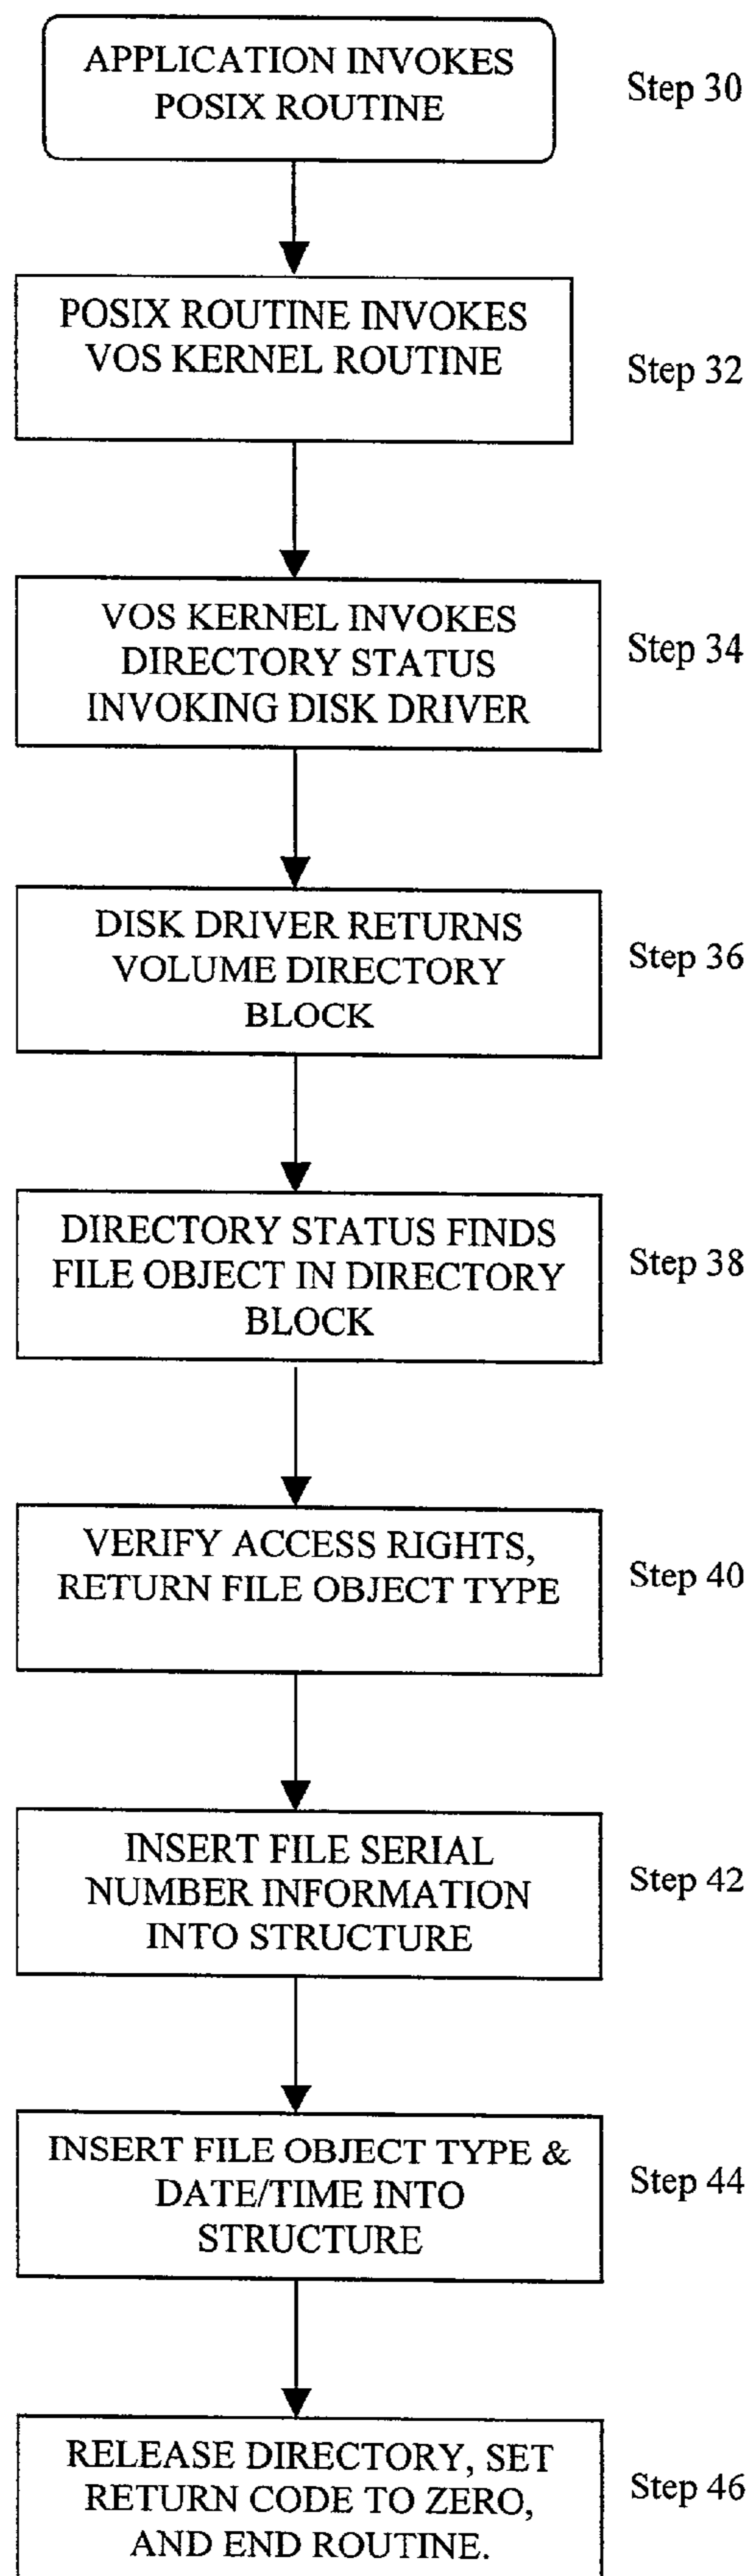 APPLICATION INVOKES
POSIX ROUTINE
Step 30
POSIX ROUTINE INVOKES
VOS KERNEL ROUTINE
Step 32
VOS KERNEL INVOKES
DIRECTORY STATUS
INVOKING DISK DRIVER
Step 34
DISK DRIVER RETURNS
VOLUME DIRECTORY
BLOCK
Step 36
DIRECTORY STATUS FINDS
FILE OBJECT IN DIRECTORY
BLOCK
Step 38
VERIFY ACCESS RIGHTS,
RETURN FILE OBJECT TYPE
Step 40
INSERT FILE SERIAL
NUMBER INFORMATION
INTO STRUCTURE
Step 42
INSERT FILE OBJECT TYPE &
DATE/TIME INTO
STRUCTURE
Step 44
RELEASE DIRECTORY, SET
RETURN CODE TO ZERO,
AND END ROUTINE.
Step 46